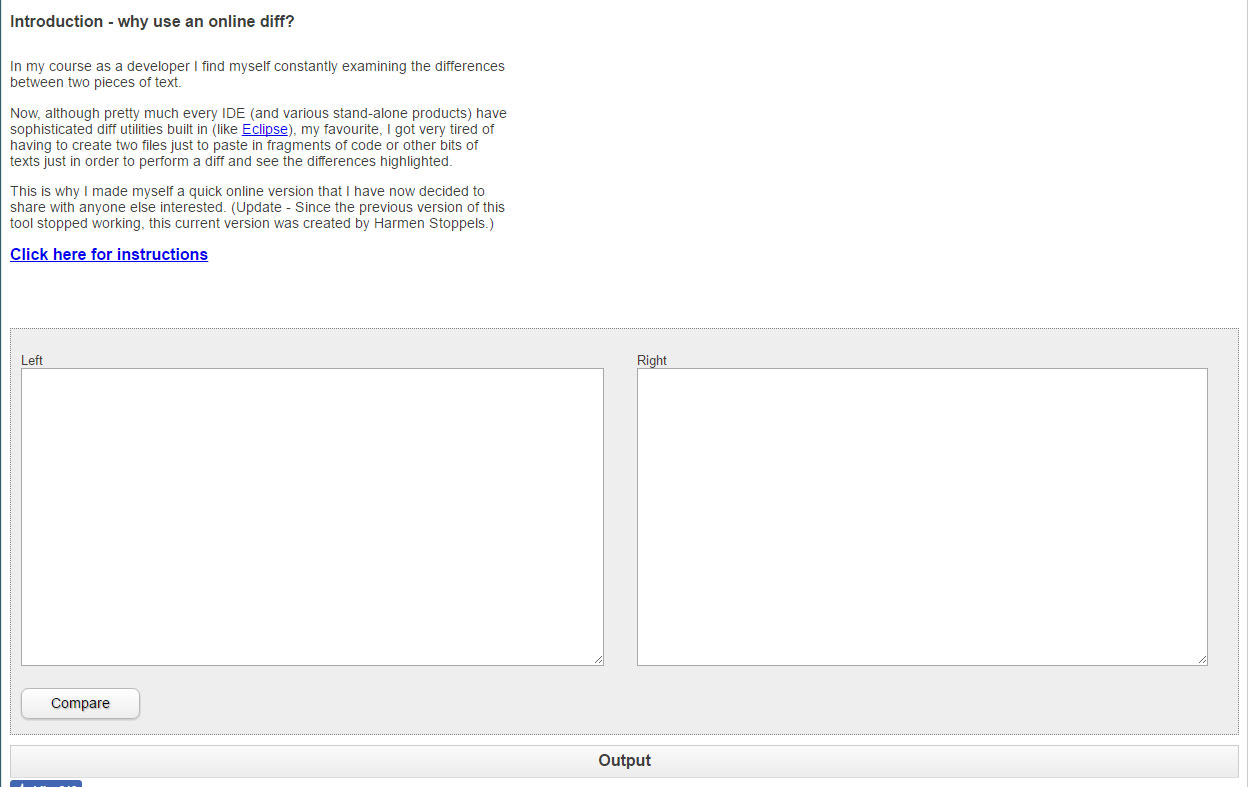 Introduction - why use an online diff?
In my course as a developer I find myself constantly examining the differences
between two pieces of text.
Now, although pretty much every IDE (and various stand-alone products) have
sophisticated diff utilities built in (like Eclipse), my favourite, I got very tired of
having to create two files just to paste in fragments of code or other bits of
texts just in order to perform a diff and see the differences highlighted.
This is why I made myself a quick online version that I have now decided to
share with anyone else interested. (Update - Since the previous version of this
tool stopped working, this current version was created by Harmen Stoppels.)
Click here for instructions
Left
Right
Compare
Output